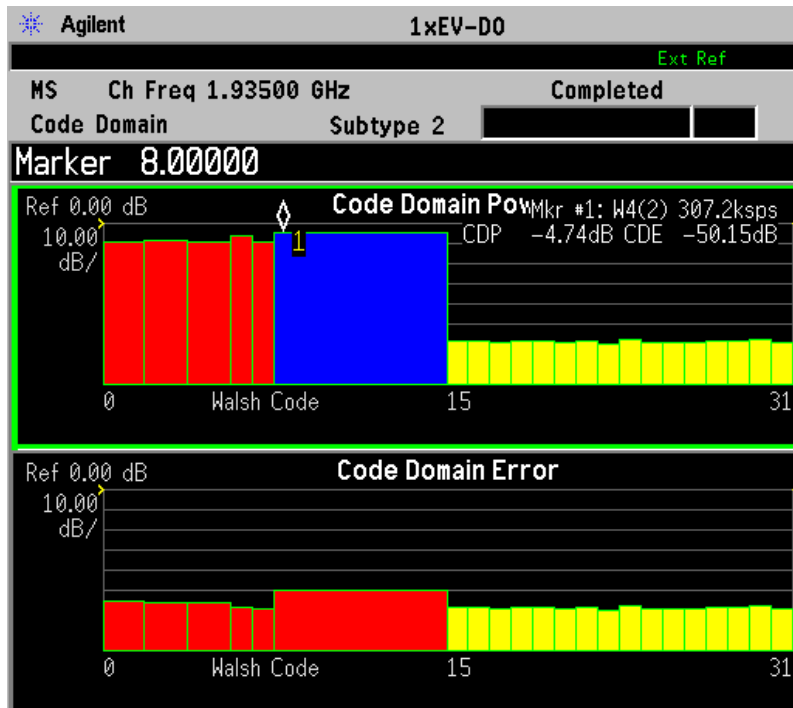 Agilent 1xEV-DO
Ext Ref
MS Ch Freq 1.93500 GHz Completed
Code Domain Subtype 2
Marker 8.00000
Ref 0.00 dB Code Domain Pow Mkr #1: W4(2) 307.2ksps
10.00 CDP -4.74dB CDE -50.15dB
dB/
1
0 Walsh Code 15 31
Ref 0.00 dB Code Domain Error
10.00
dB/
0 Walsh Code 15 31